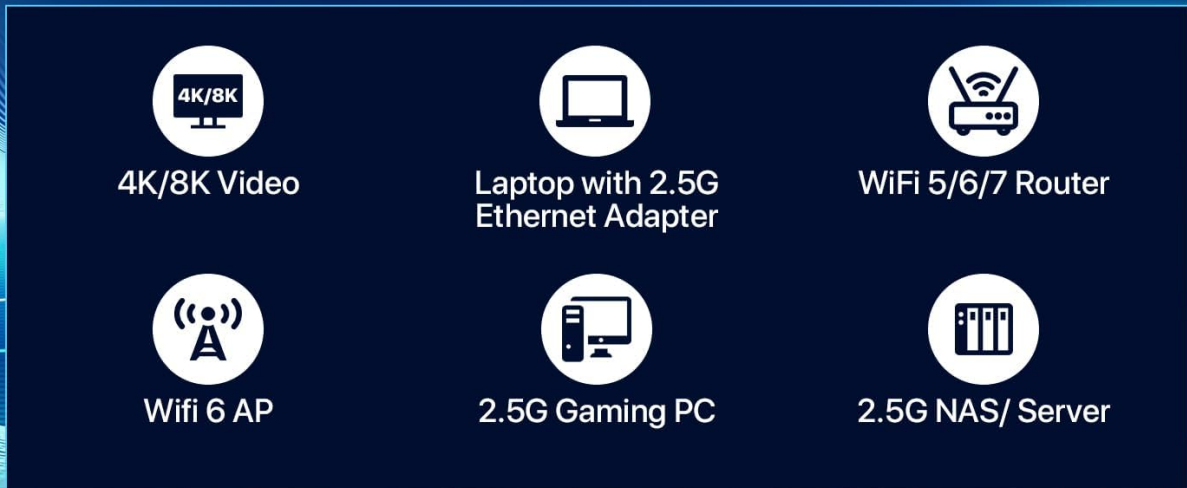 4K/8K
4K/8K Video
Laptop with 2.5G
Ethernet Adapter
WiFi 5/6/7 Router
Wifi 6 AP
2.5G Gaming PC
2.5G NAS/ Server